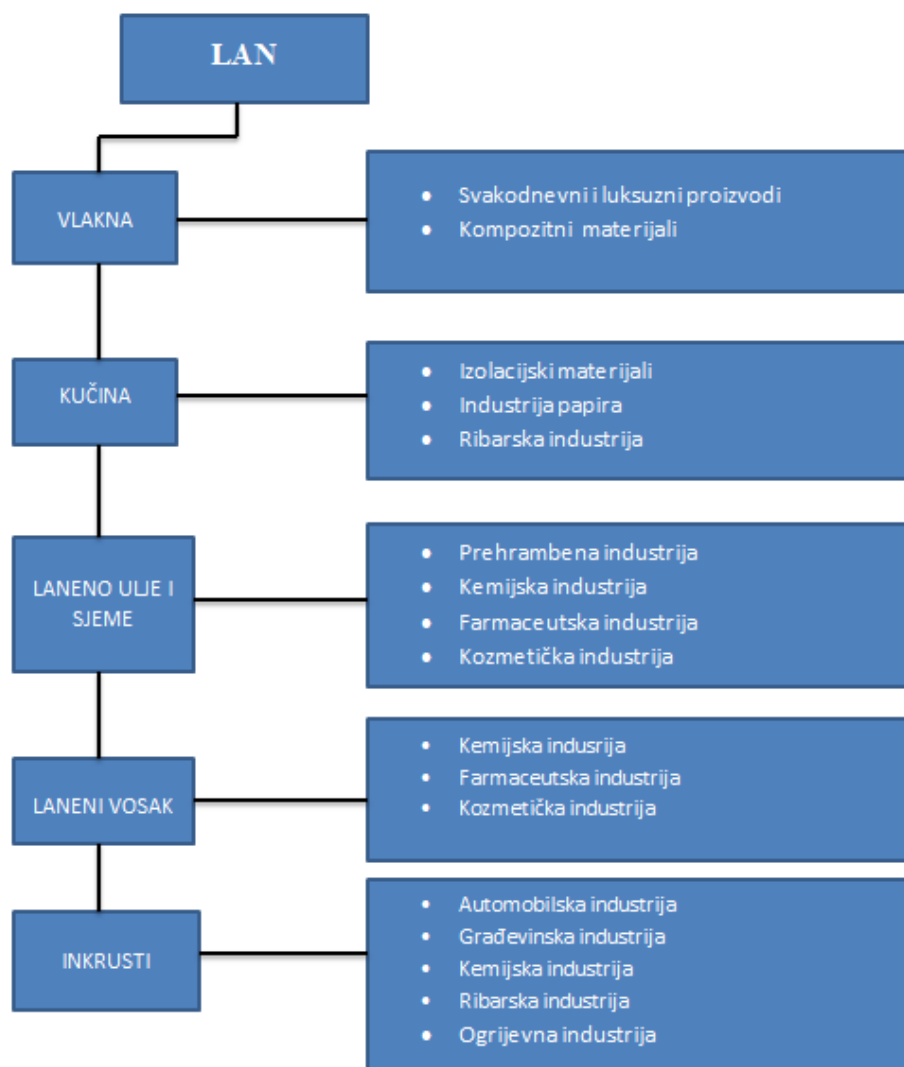 LAN
VLAKNA
• Svakodnevni i luksuzni proizvodi
• Kompozitni materijali
KUČINA
• Izolacijski materijali
• Industrija papira
• Ribarska industrija
LANENO ULJE I
SJEME
• Prehrambena industrija
• Kemijska industrija
• Farmaceutska industrija
• Kozmetička industrija
LANENI VOSAK
• Kemijska indusrija
• Farmaceutska industrija
• Kozmetička industrija
INKRUSTI
• Automobilska industrija
• Građevinska industrija
• Kemijska industrija
• Ribarska industrija
• Ogrijevna industrija